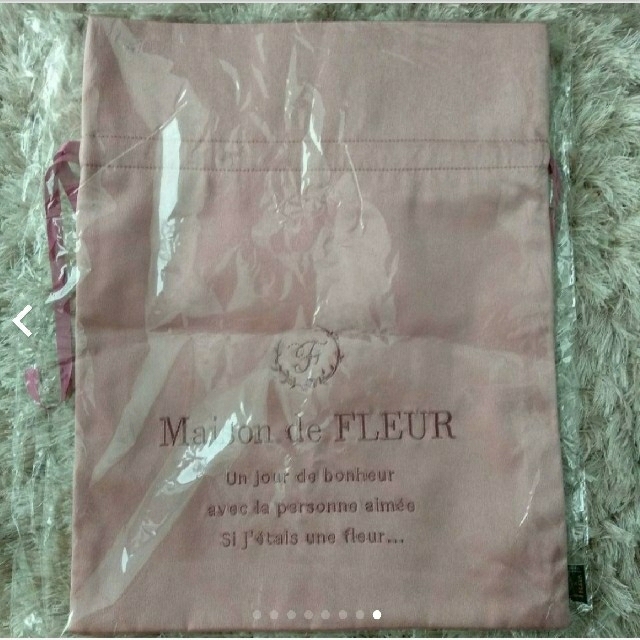 F
Maison de FLEUR
Un jour de bonheur
avec la personne aimée
Si j'étais une fleur...